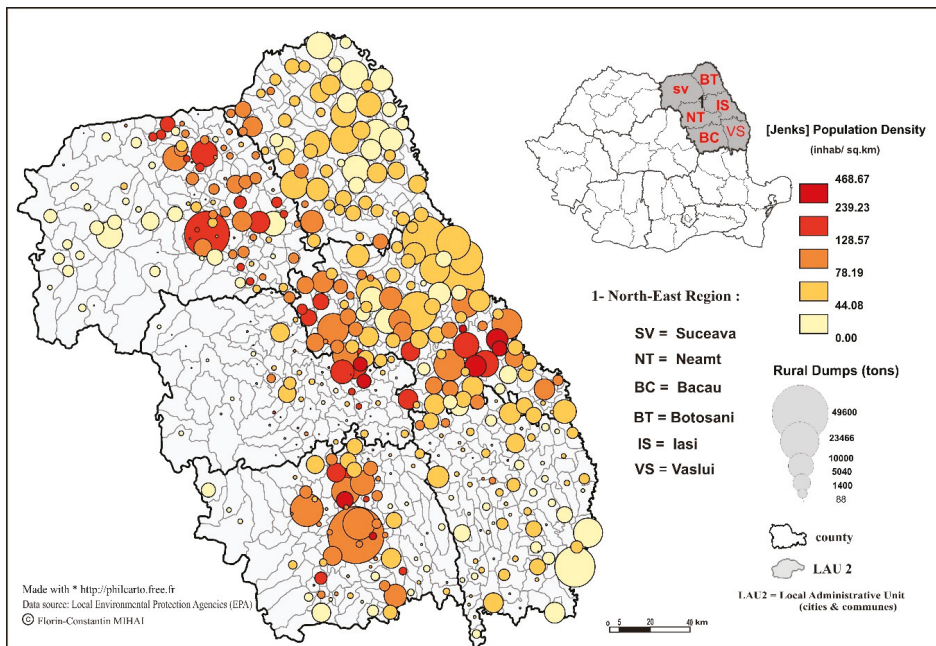 BT
sv
IS
NT
VS
BC
[Jenks] Population Density
(inhab/ sq.km)
468.67
239.23
128.57
78.19
44.08
0.00
1- North-East Region :
SV = Suceava
NT = Neamt
BC = Bacau
BT = Botosani
IS = Iasi
VS = Vaslui
Rural Dumps (tons)
49600
23466
10000
5040
1400
88
county
LAU 2
LAU2 = Local Administrative Unit
(cities & communes)
Made with * http://philcarto.free.fr
Data source: Local Environmental Protection Agencies (EPA)
© Florin-Constantin MIHAI
0 5 20 40 km